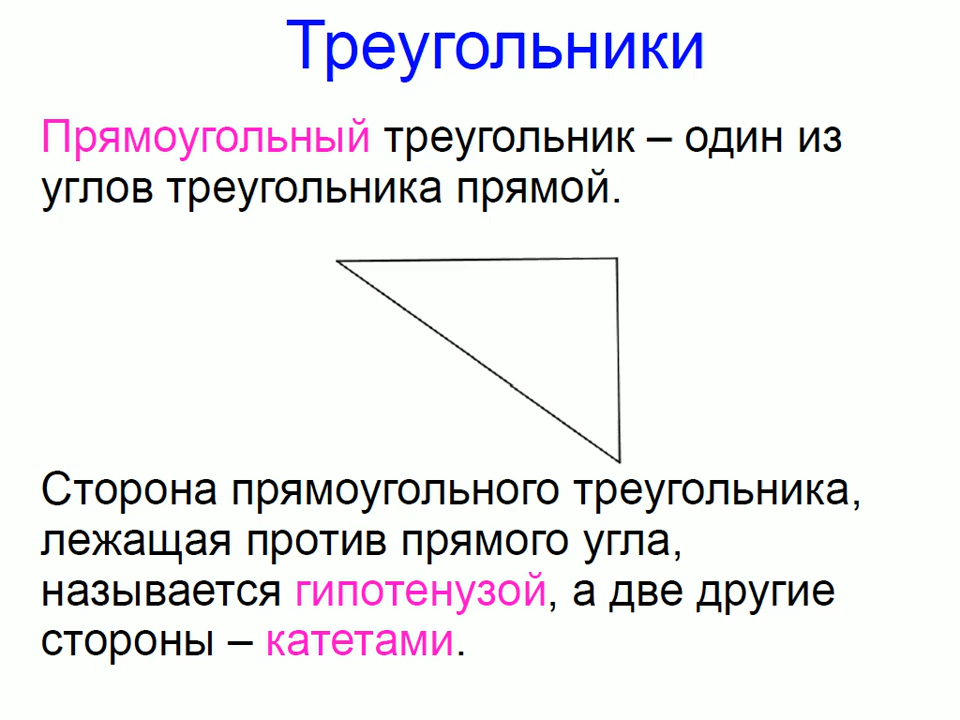 Треугольники
Прямоугольный треугольник – один из
углов треугольника прямой.
Сторона прямоугольного треугольника,
лежащая против прямого угла,
называется гипотенузой, а две другие
стороны – катетами.